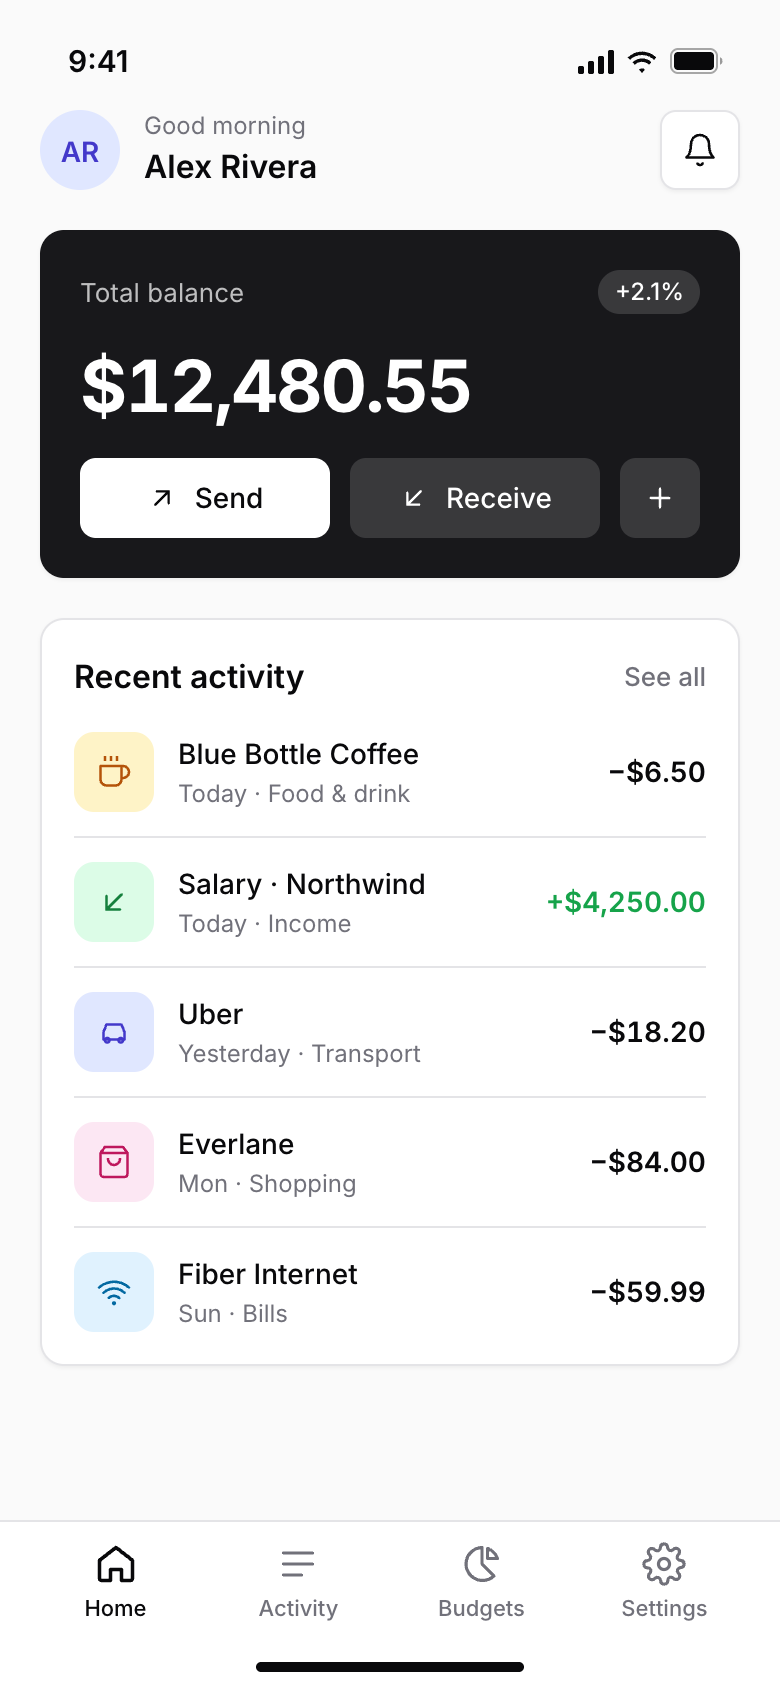 9:41
AR
Good morning
Alex Rivera
Total balance
+2.1%
$12,480.55
Send
Receive
Recent activity
See all
Blue Bottle Coffee
Today · Food & drink
−$6.50
Salary · Northwind
Today · Income
+$4,250.00
Uber
Yesterday · Transport
−$18.20
Everlane
Mon · Shopping
−$84.00
Fiber Internet
Sun · Bills
−$59.99
Home
Activity
Budgets
Settings